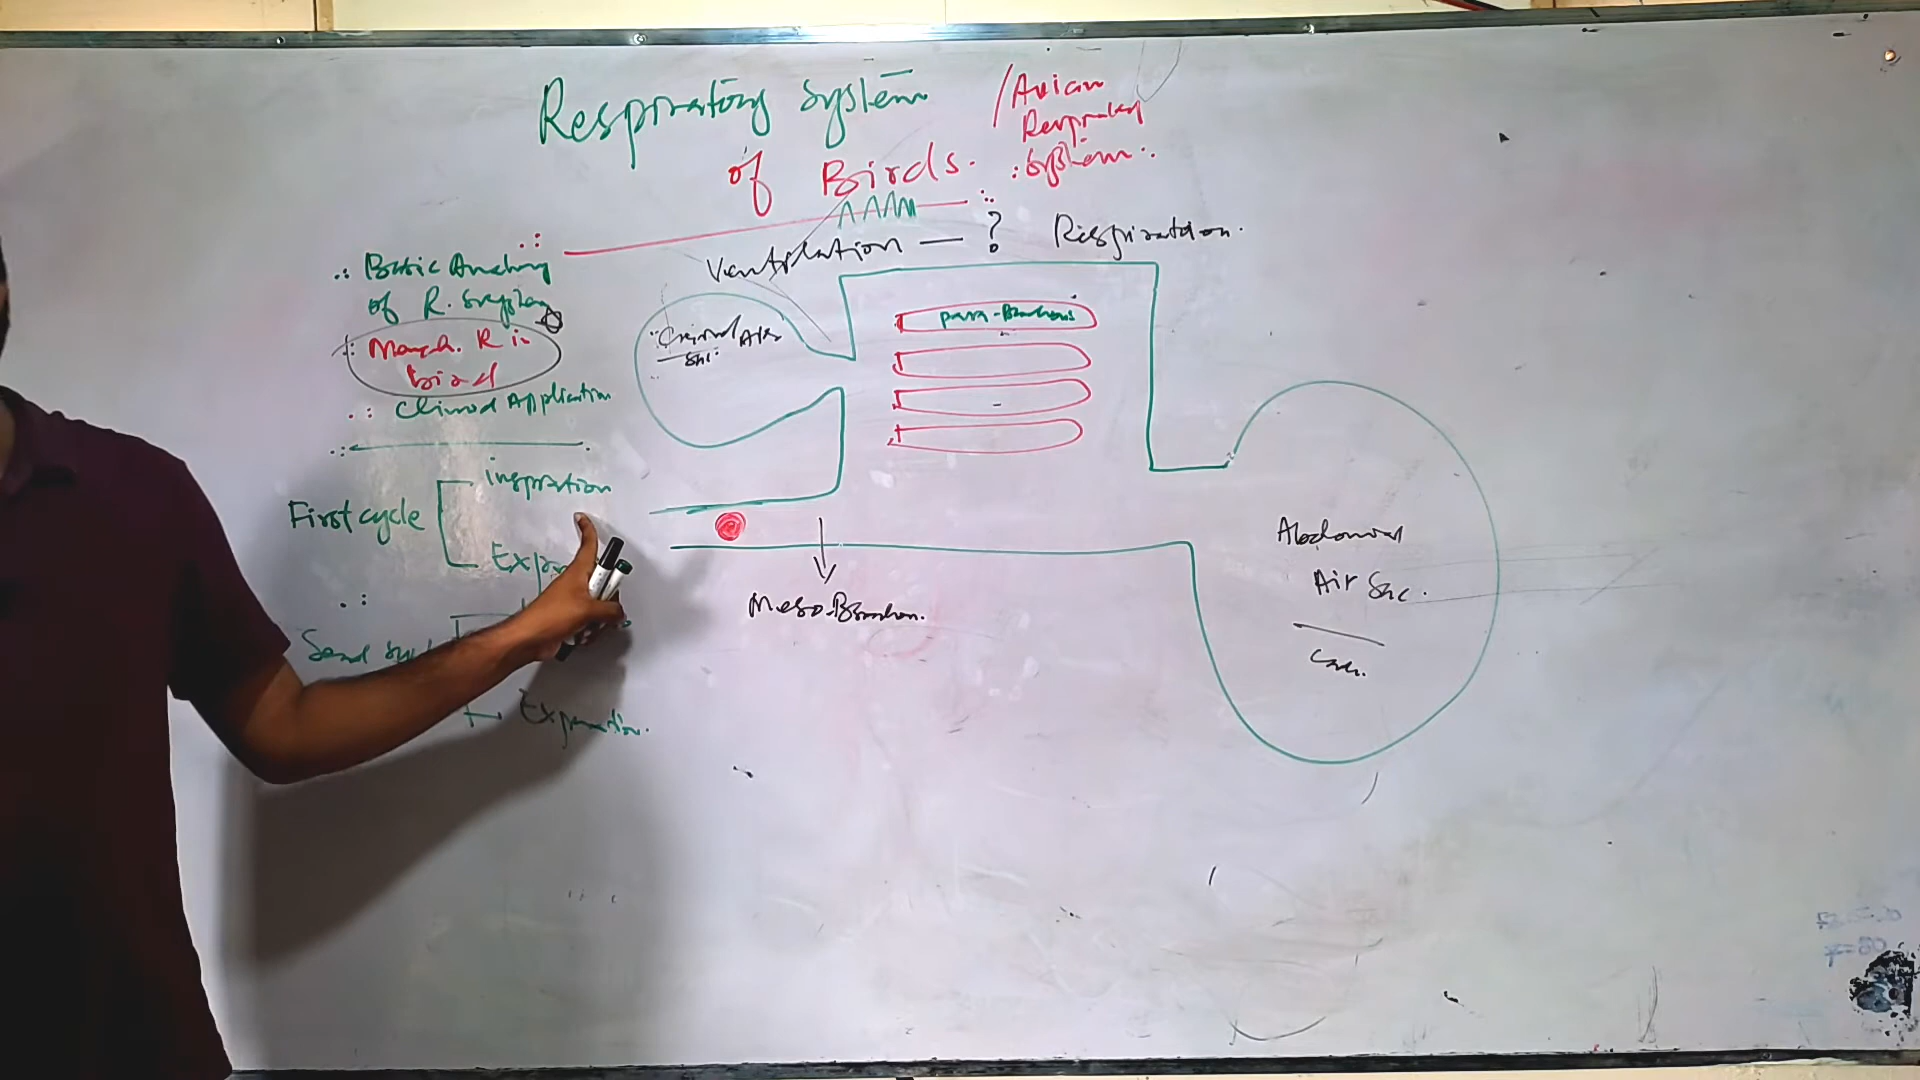 Respiratory System
of Birds.
/Avian
Respiratory
System
Ventilation — ? Respiration.
Basic Anatomy
of R. System
Mech. R in
Bird
Clinical Application
First cycle
inspiration
Cranial Air
Sac
para-Bronchus
Meso-Bronchus.
Abdominal
Air Sac.
Expiration.